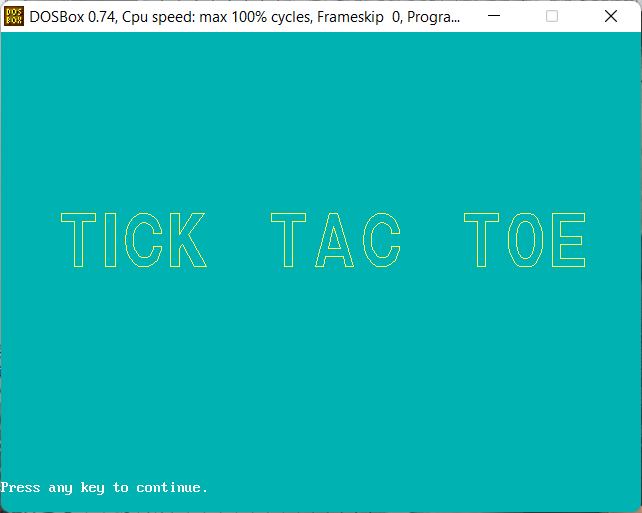 DOS
BOX
DOSBox 0.74, Cpu speed: max 100% cycles, Frameskip 0, Progra...
TICK TAC TOE
Press any key to continue.